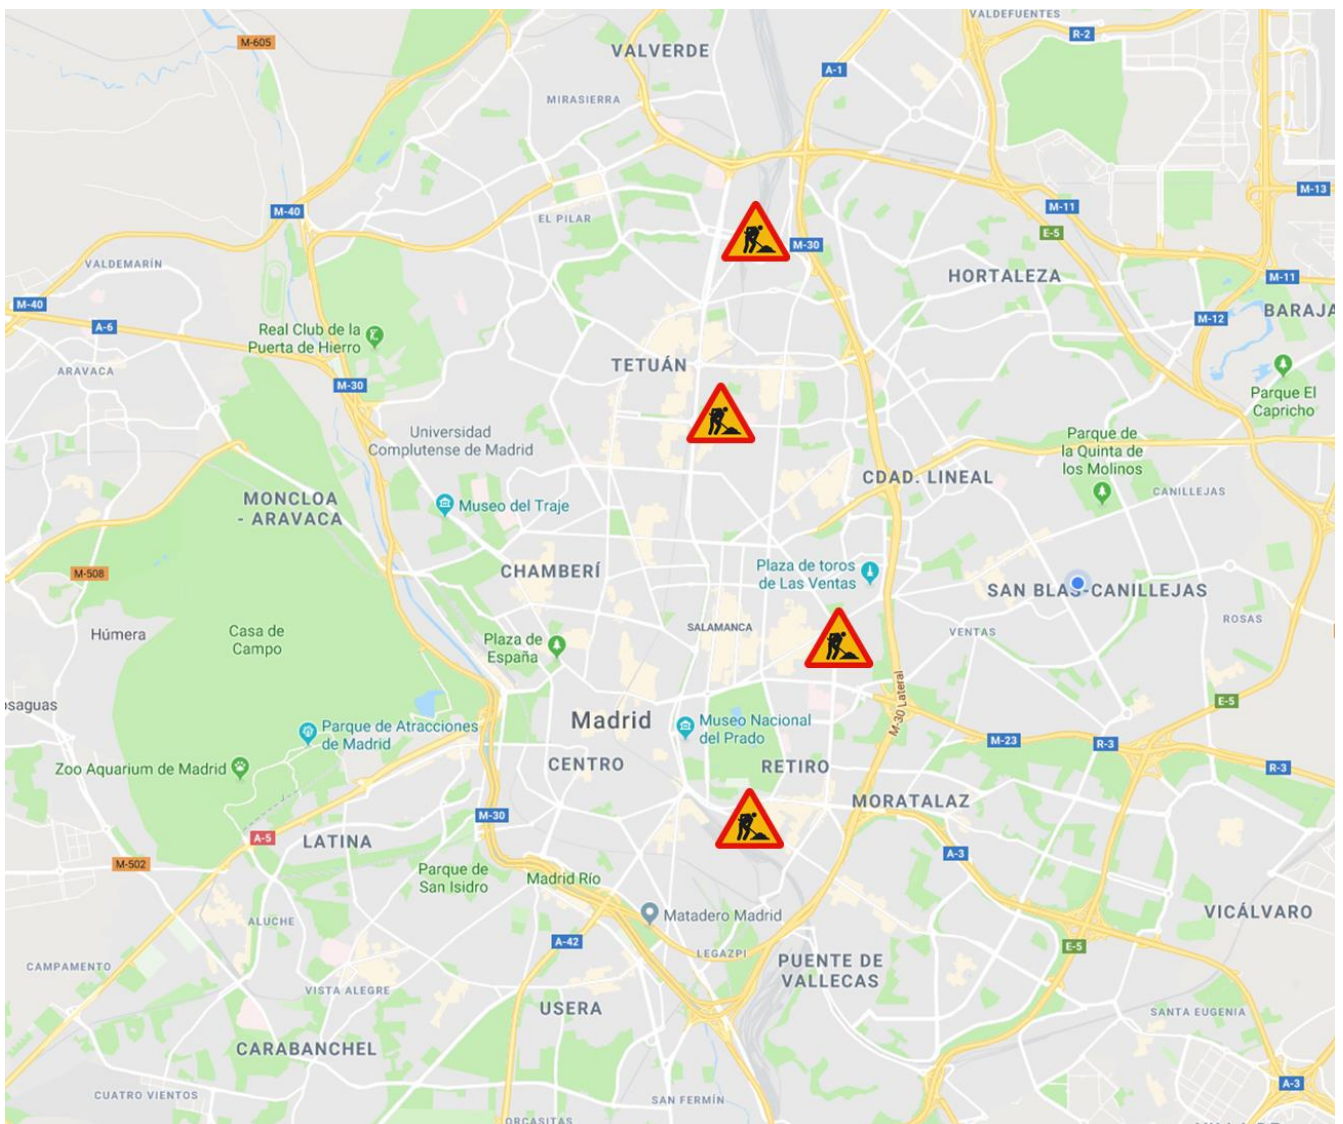 VALDEFUENTES
R-2
M-605
VALVERDE
A-1
MIRASIERRA
M-13
M-40
M-11
EL PILAR
E-5
M-30
VALDEMARÍN
HORTALEZA
M-11
M-40
BARAJA
A-6
M-12
Real Club de la
Puerta de Hierro
TETUÁN
ARAVACA
M-30
Parque El
Capricho
Universidad
Complutense de Madrid
Parque de
la Quinta de
los Molinos
CDAD. LINEAL
CANILLEJAS
MONCLOA
- ARAVACA
Museo del Traje
Plaza de toros
de Las Ventas
CHAMBERÍ
M-508
SAN BLAS-CANILLEJAS
ROSAS
Húmera
Casa de
Campo
SALAMANCA
VENTAS
Plaza de
España
osaguas
E-5
M-30 Lateral
Madrid
Museo Nacional
del Prado
Parque de Atracciones
de Madrid
M-23
R-3
R-3
Zoo Aquarium de Madrid
CENTRO
RETIRO
MORATALAZ
M-30
A-5
LATINA
A-3
M-502
Parque de
San Isidro
Madrid Río
Matadero Madrid
VICÁLVARO
ALUCHE
A-42
LEGAZPI
E-5
CAMPAMENTO
PUENTE DE
VALLECAS
VISTA ALEGRE
USERA
SANTA EUGENIA
CARABANCHEL
A-3
CUATRO VIENTOS
SAN FERMÍN
ORCASITAS